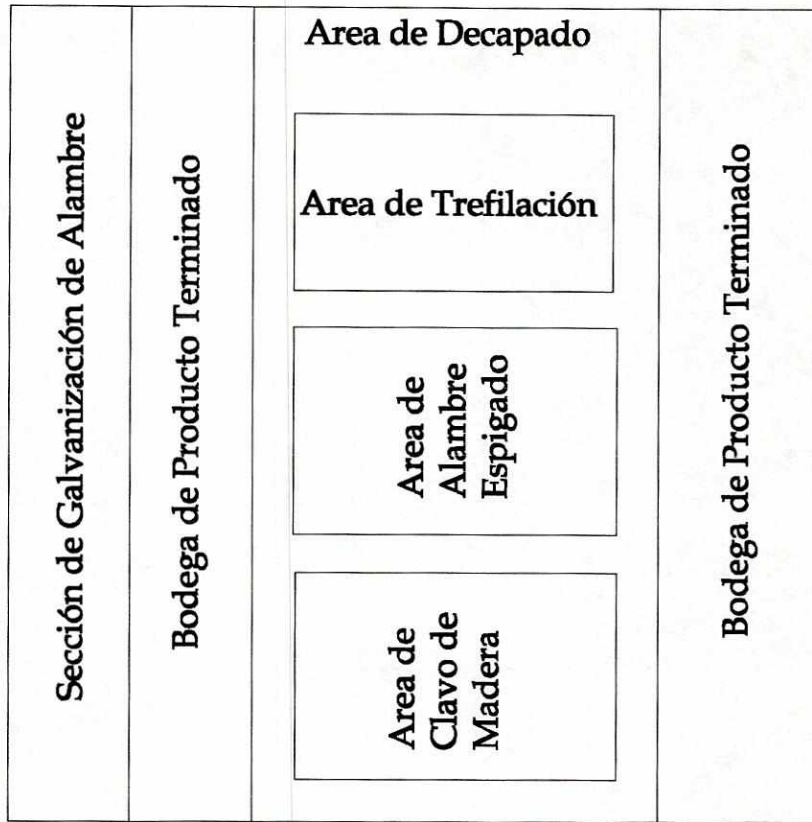 Sección de Galvanización de Alambre
Bodega de Producto Terminado
Area de Decapado
Area de Trefilación
Area de
Alambre
Espigado
Area de
Clavo de
Madera
Bodega de Producto Terminado